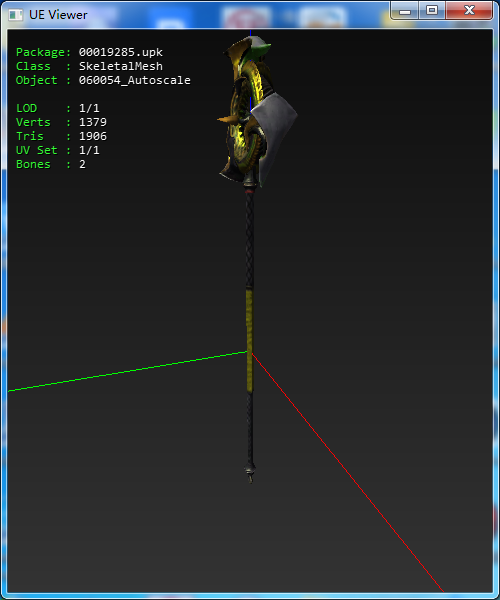 UE Viewer
Package: 00019285.upk
Class : SkeletalMesh
Object : 060054_Autoscale
LOD : 1/1
Verts : 1379
Tris : 1906
UV Set : 1/1
Bones : 2